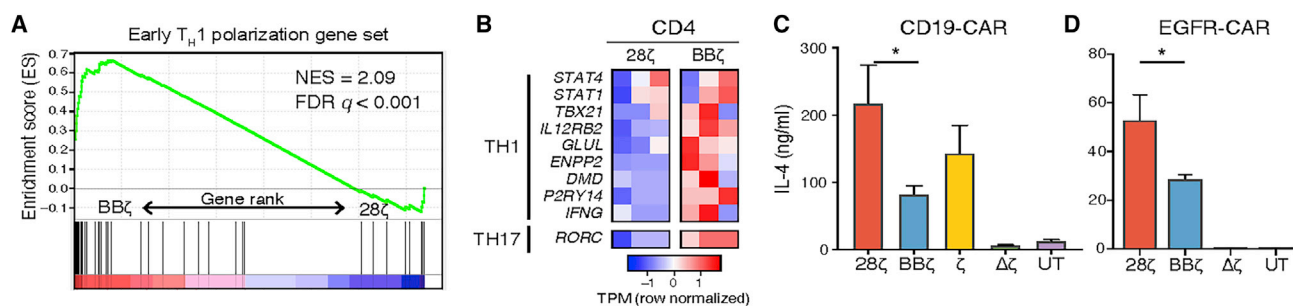 A
Early TH1 polarization gene set
Enrichment score (ES)
0.7
0.6
0.5
0.4
0.3
0.2
0.1
0.0
−0.1
NES = 2.09
FDR q < 0.001
BBζ
Gene rank
28ζ
B
CD4
28ζ
BBζ
TH1
STAT4
STAT1
TBX21
IL12RB2
GLUL
ENPP2
DMD
P2RY14
IFNG
TH17
RORC
−1
0
1
TPM (row normalized)
C
CD19-CAR
IL-4 (ng/ml)
300
200
100
0
*
28ζ
BBζ
ζ
Δζ
UT
D
EGFR-CAR
80
60
40
20
0
*
28ζ
BBζ
Δζ
UT